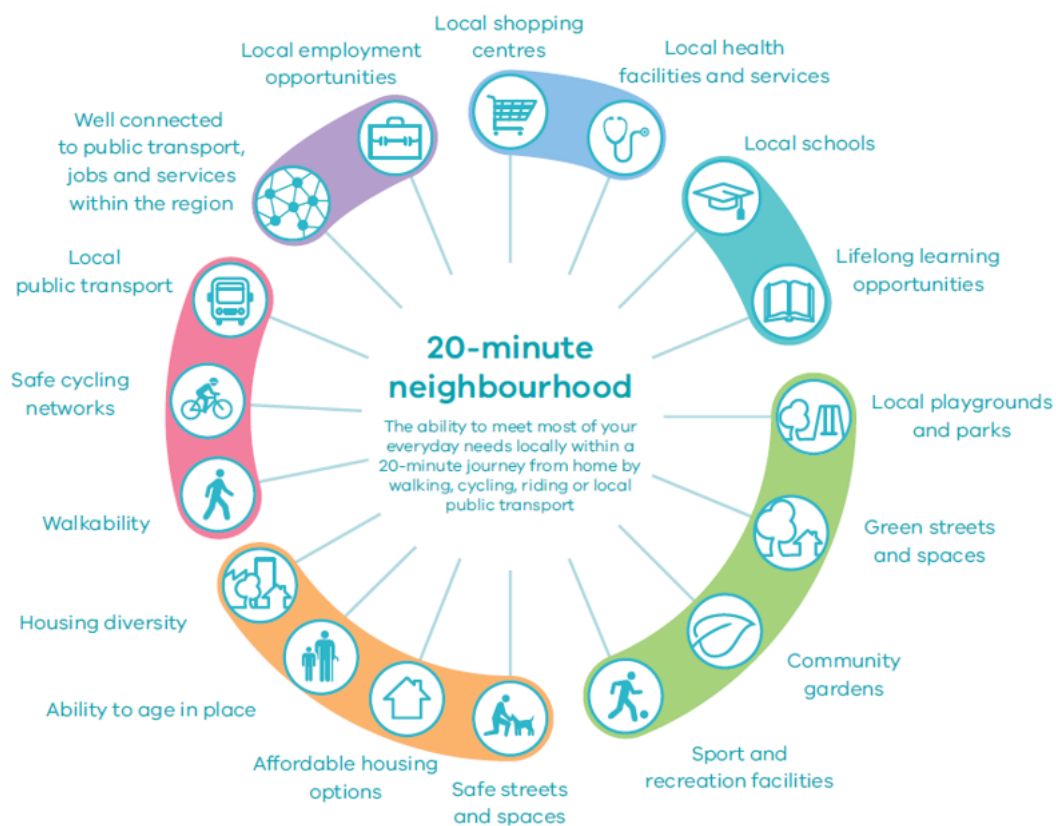 Local shopping
centres
Local health
facilities and services
Local schools
Lifelong learning
opportunities
Local playgrounds
and parks
Green streets
and spaces
Community
gardens
Sport and
recreation facilities
Safe streets
and spaces
Affordable housing
options
Ability to age in place
Housing diversity
Walkability
Safe cycling
networks
Local
public transport
Well connected
to public transport,
jobs and services
within the region
Local employment
opportunities
20-minute
neighbourhood
The ability to meet most of your
everyday needs locally within a
20-minute journey from home by
walking, cycling, riding or local
public transport